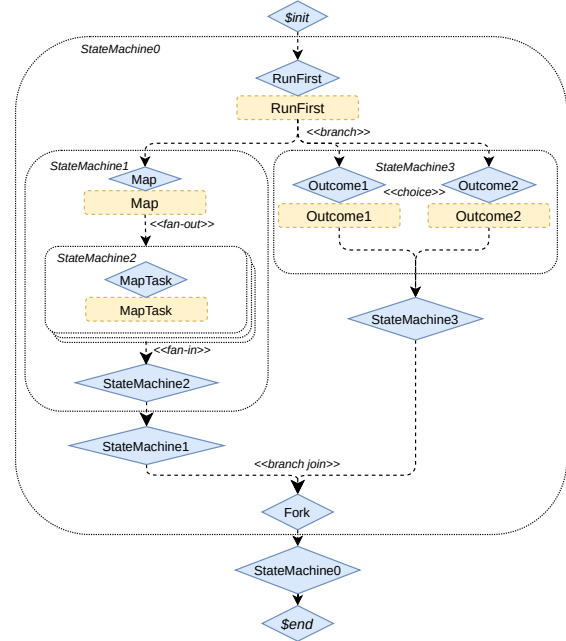 $init
StateMachine0
RunFirst
RunFirst
<<branch>>
StateMachine1
Map
Map
<<fan-out>>
StateMachine2
MapTask
MapTask
<<fan-in>>
StateMachine2
StateMachine1
StateMachine3
Outcome1
<<choice>>
Outcome2
Outcome1
Outcome2
StateMachine3
<<branch join>>
Fork
StateMachine0
$end